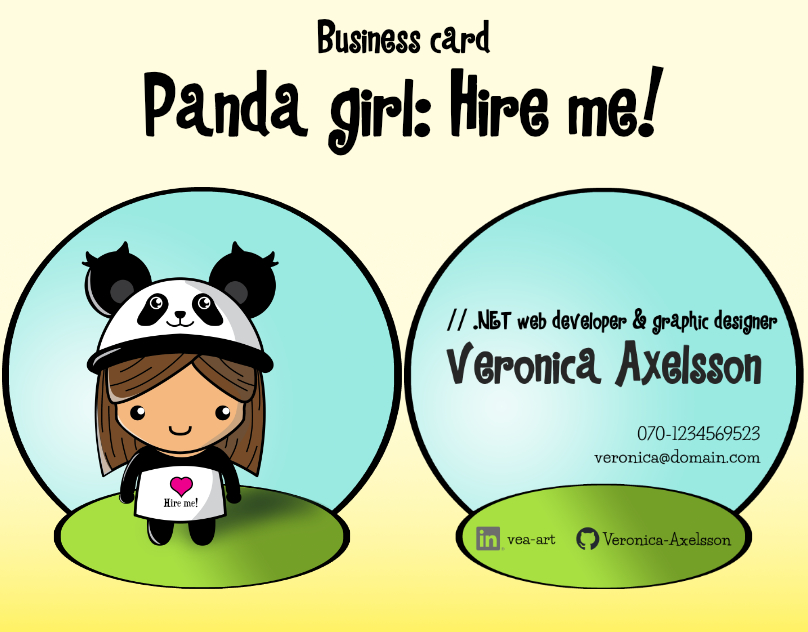 Business card
Panda girl: Hire me!
Hire me!
// .NET web developer & graphic designer
Veronica Axelsson
070-1234569523
veronica@domain.com
in vea-art Veronica-Axelsson